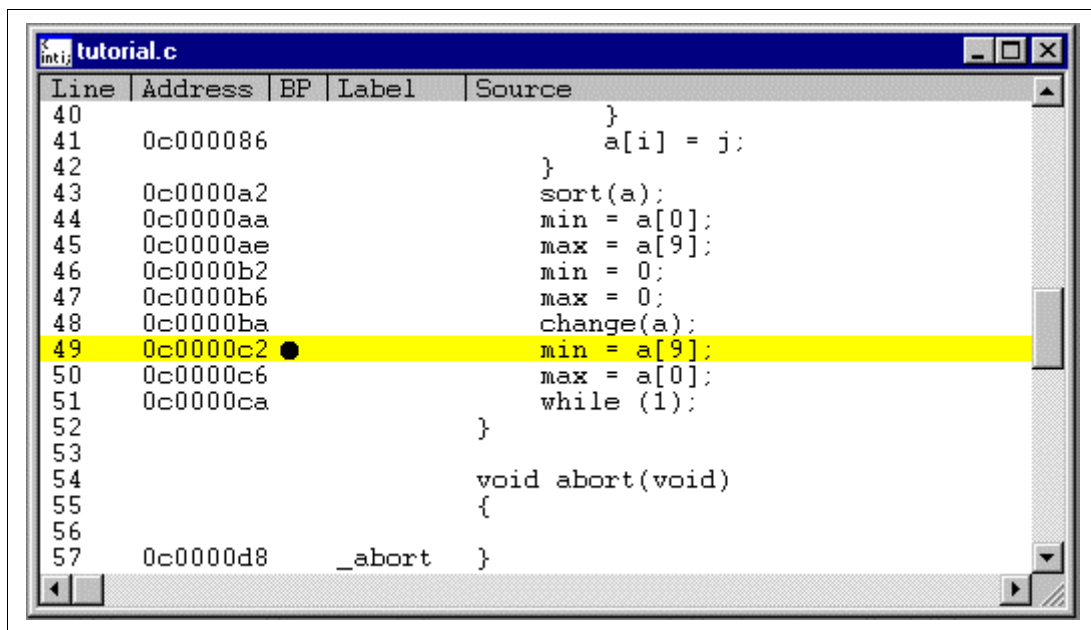 tutorial.c
Line Address BP Label Source
40 }
41 0c000086 a[i] = j;
42 }
43 0c0000a2 sort(a);
44 0c0000aa min = a[0];
45 0c0000ae max = a[9];
46 0c0000b2 min = 0;
47 0c0000b6 max = 0;
48 0c0000ba change(a);
49 0c0000c2 min = a[9];
50 0c0000c6 max = a[0];
51 0c0000ca while (1);
52 }
53
54 void abort(void)
55 {
56
57 0c0000d8 _abort }